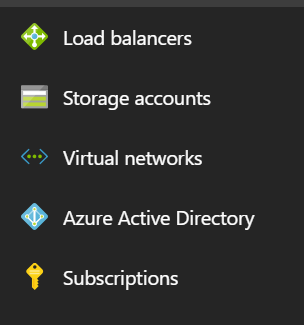 Load balancers
Storage accounts
Virtual networks
Azure Active Directory
Subscriptions